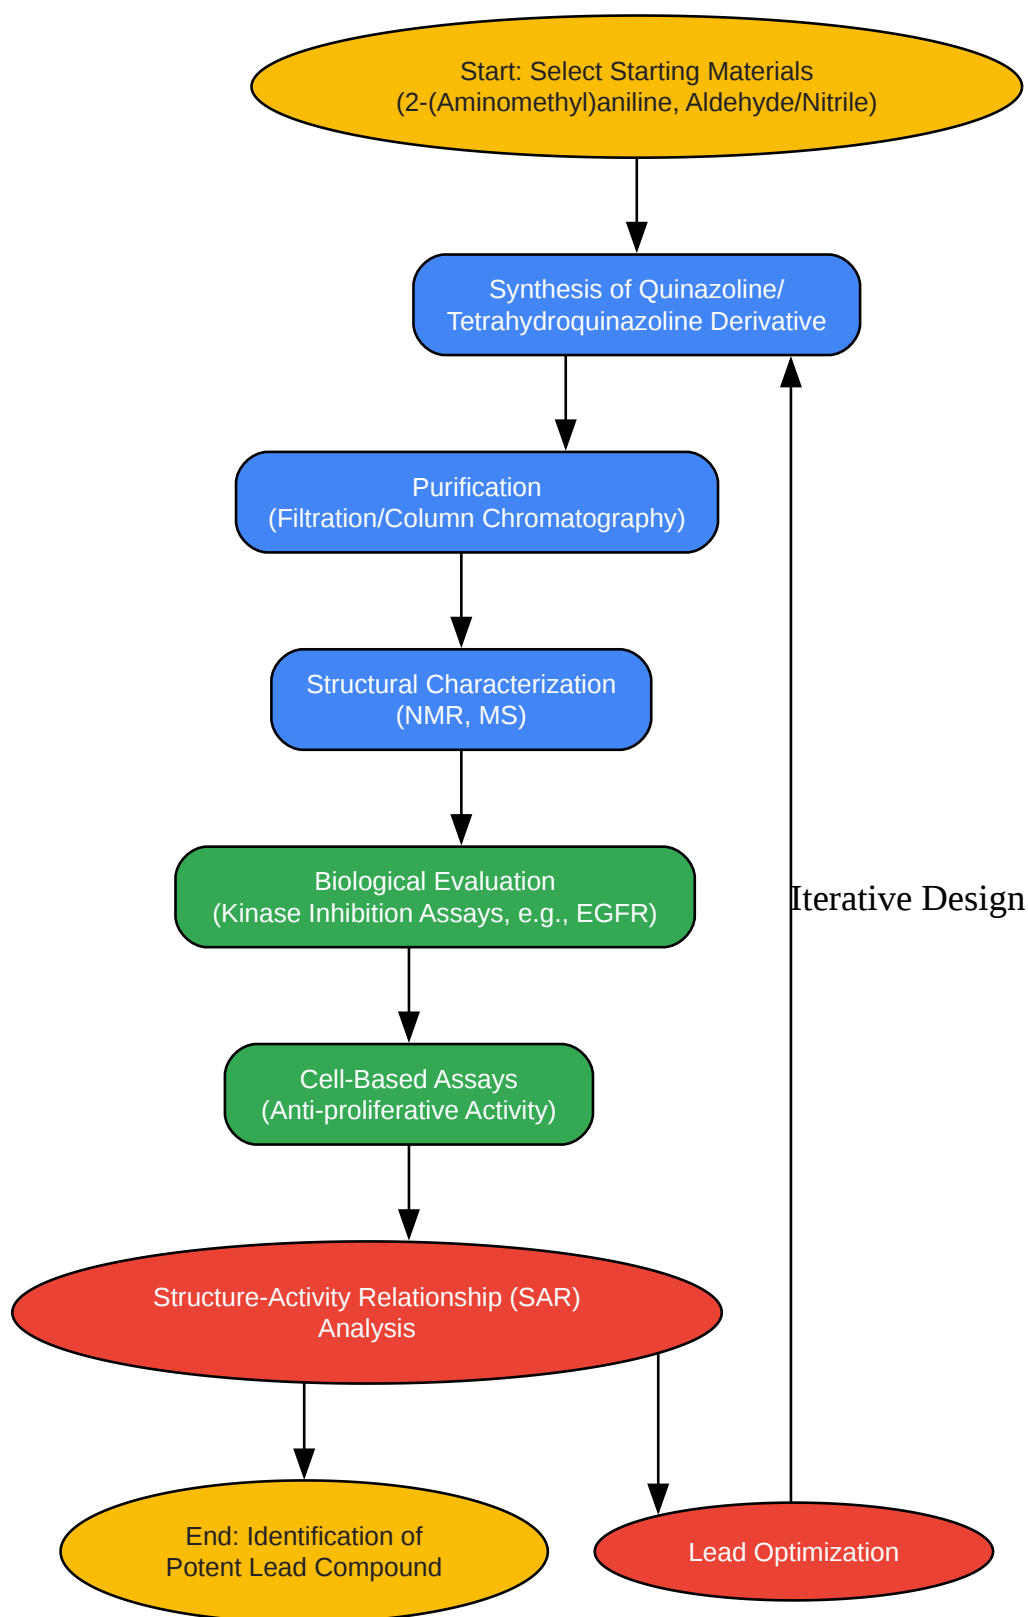 Start: Select Starting Materials
(2-(Aminomethyl)aniline, Aldehyde/Nitrile)
Synthesis of Quinazoline/
Tetrahydroquinazoline Derivative
Purification
(Filtration/Column Chromatography)
Structural Characterization
(NMR, MS)
Biological Evaluation
(Kinase Inhibition Assays, e.g., EGFR)
Iterative Design
Cell-Based Assays
(Anti-proliferative Activity)
Structure-Activity Relationship (SAR)
Analysis
End: Identification of
Potent Lead Compound
Lead Optimization